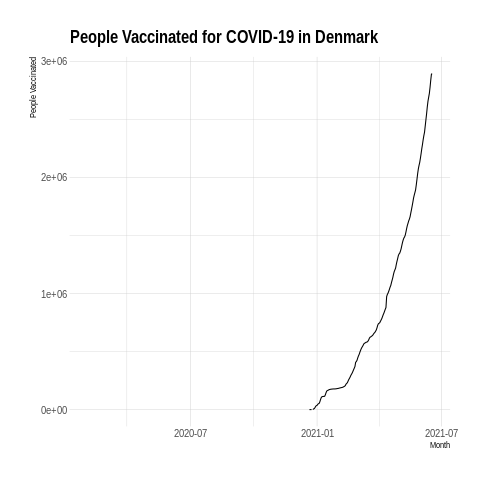 People Vaccinated for COVID-19 in Denmark
People Vaccinated
3e+06
2e+06
1e+06
0e+00
2020-07
2021-01
2021-07
Month